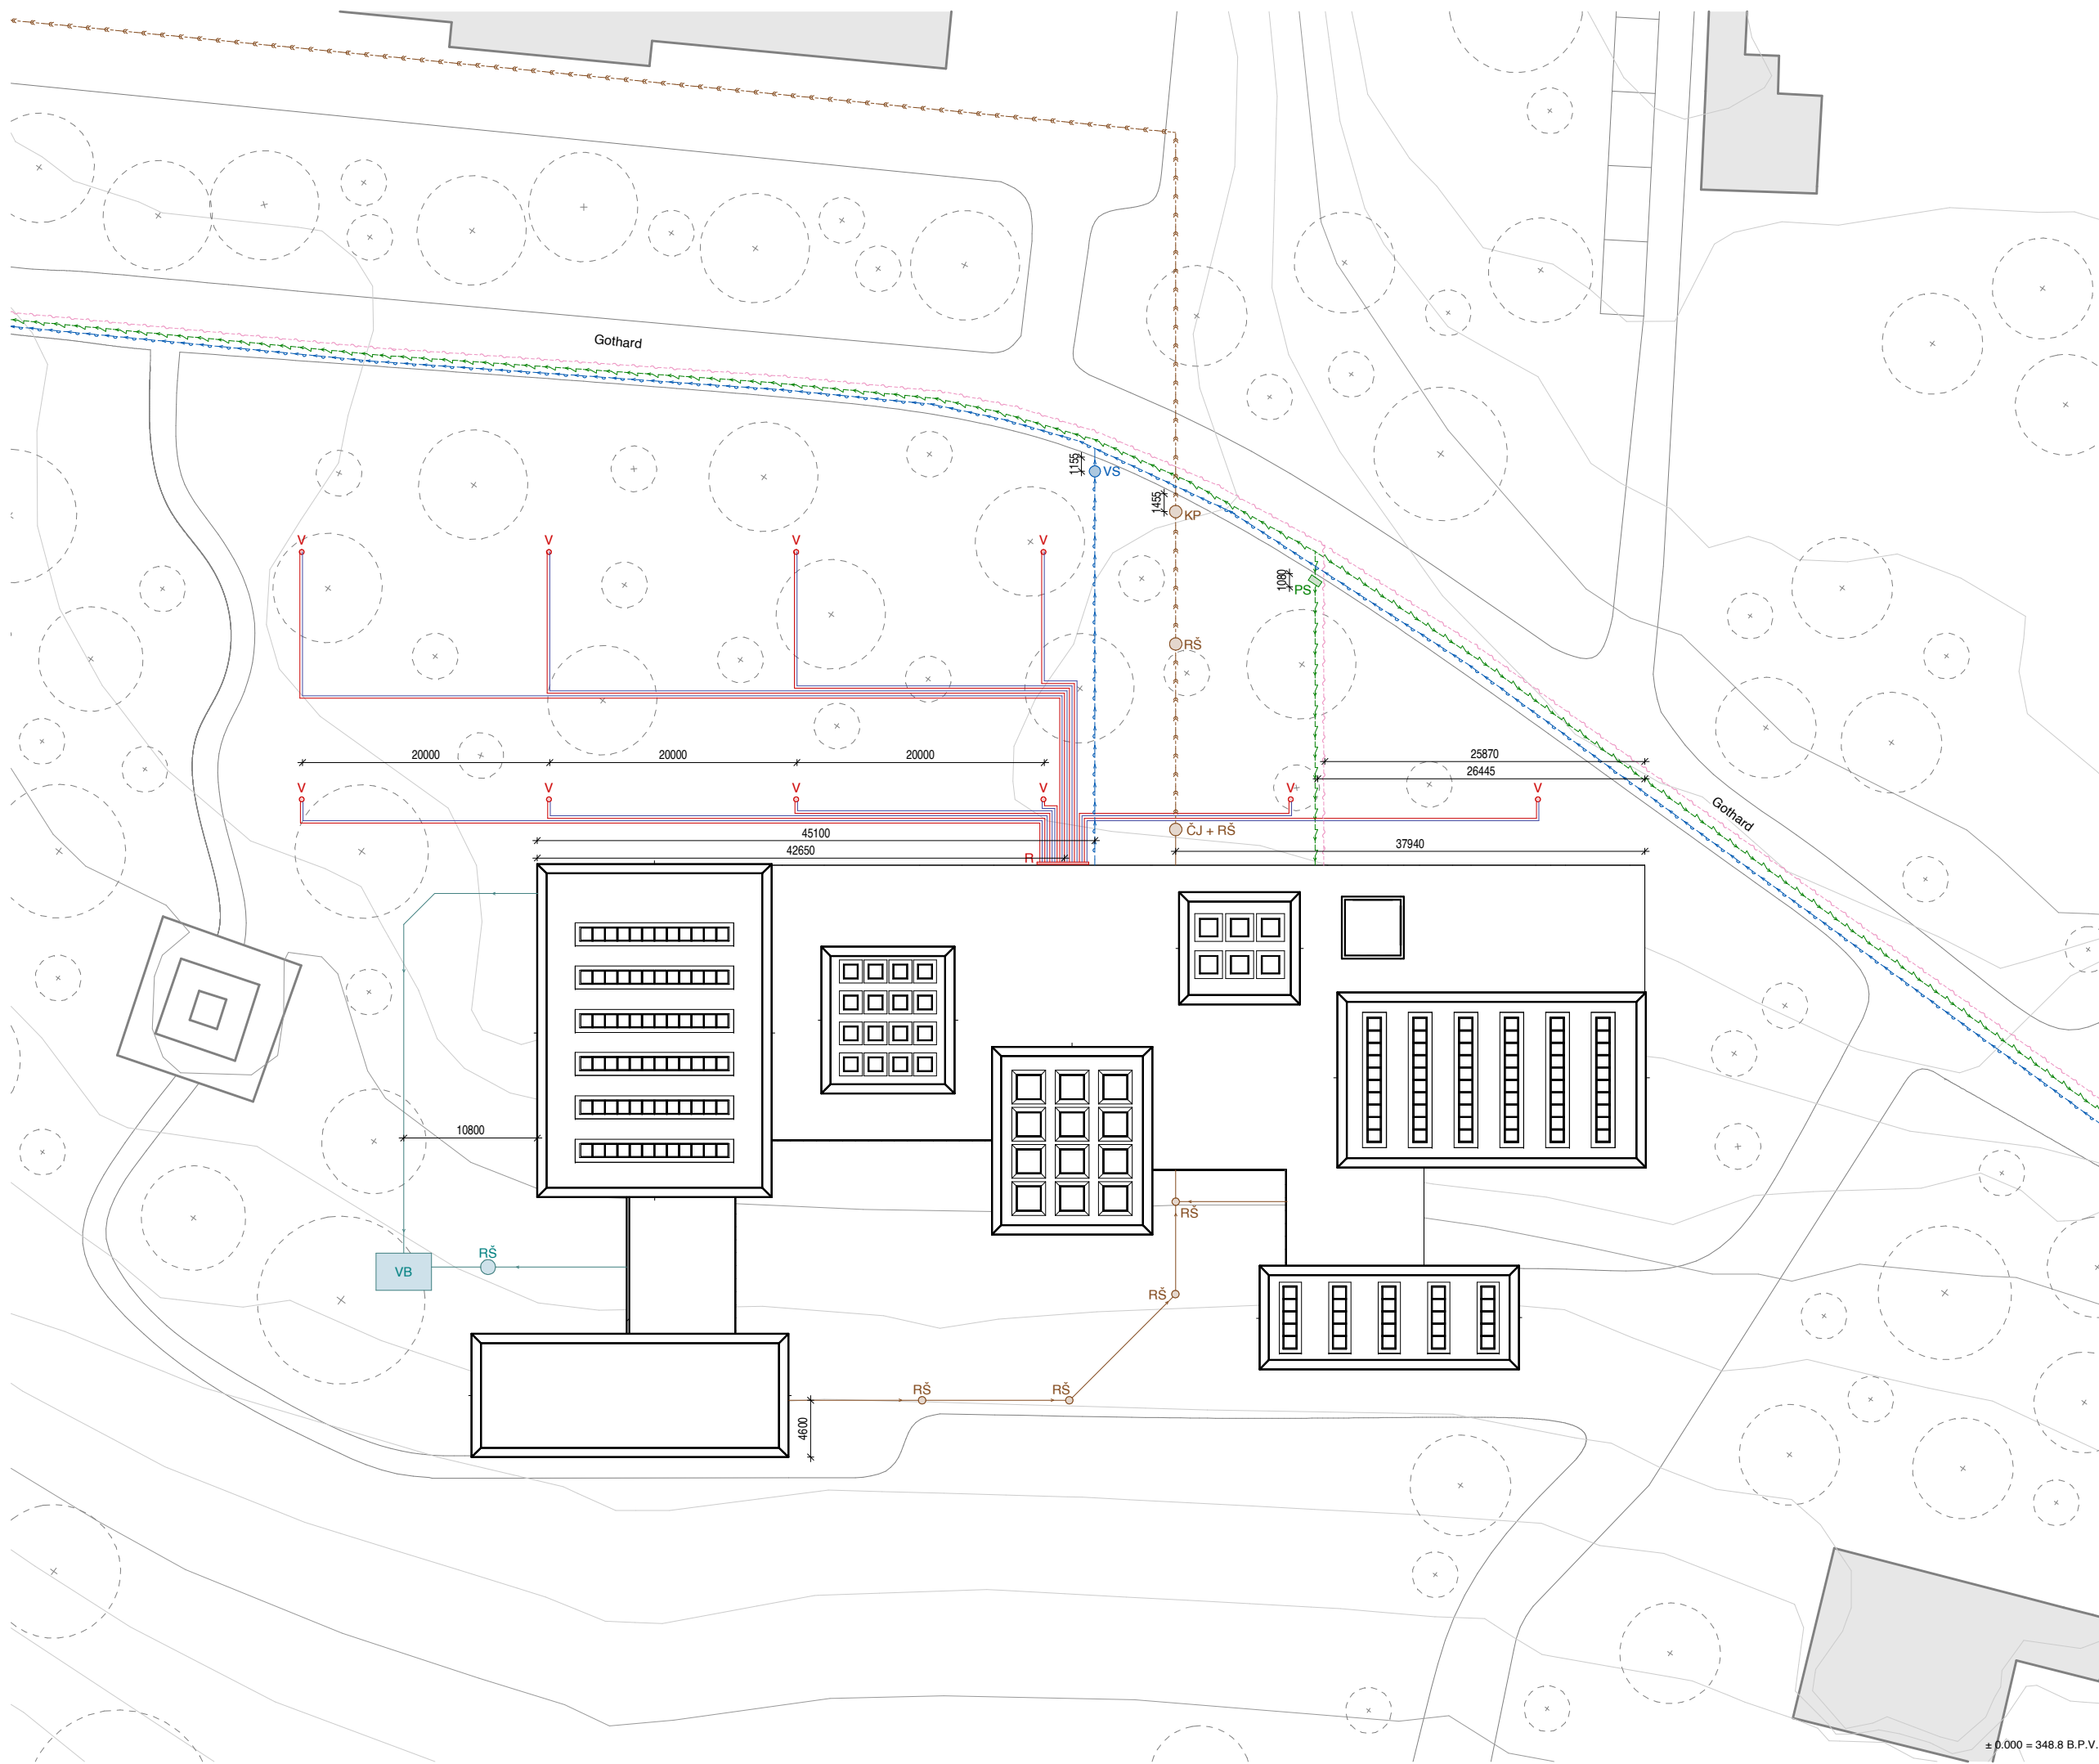 Gothard
1155
VS
1455
KP
V
V
V
V
1080
PS
RŠ
20000
20000
20000
25870
26445
V
V
V
V
V
V
Gothard
45100
ČJ + RŠ
42650
R
37940
10800
RŠ
RŠ
VB
RŠ
RŠ
RŠ
4600
± 0.000 = 348.8 B.P.V.